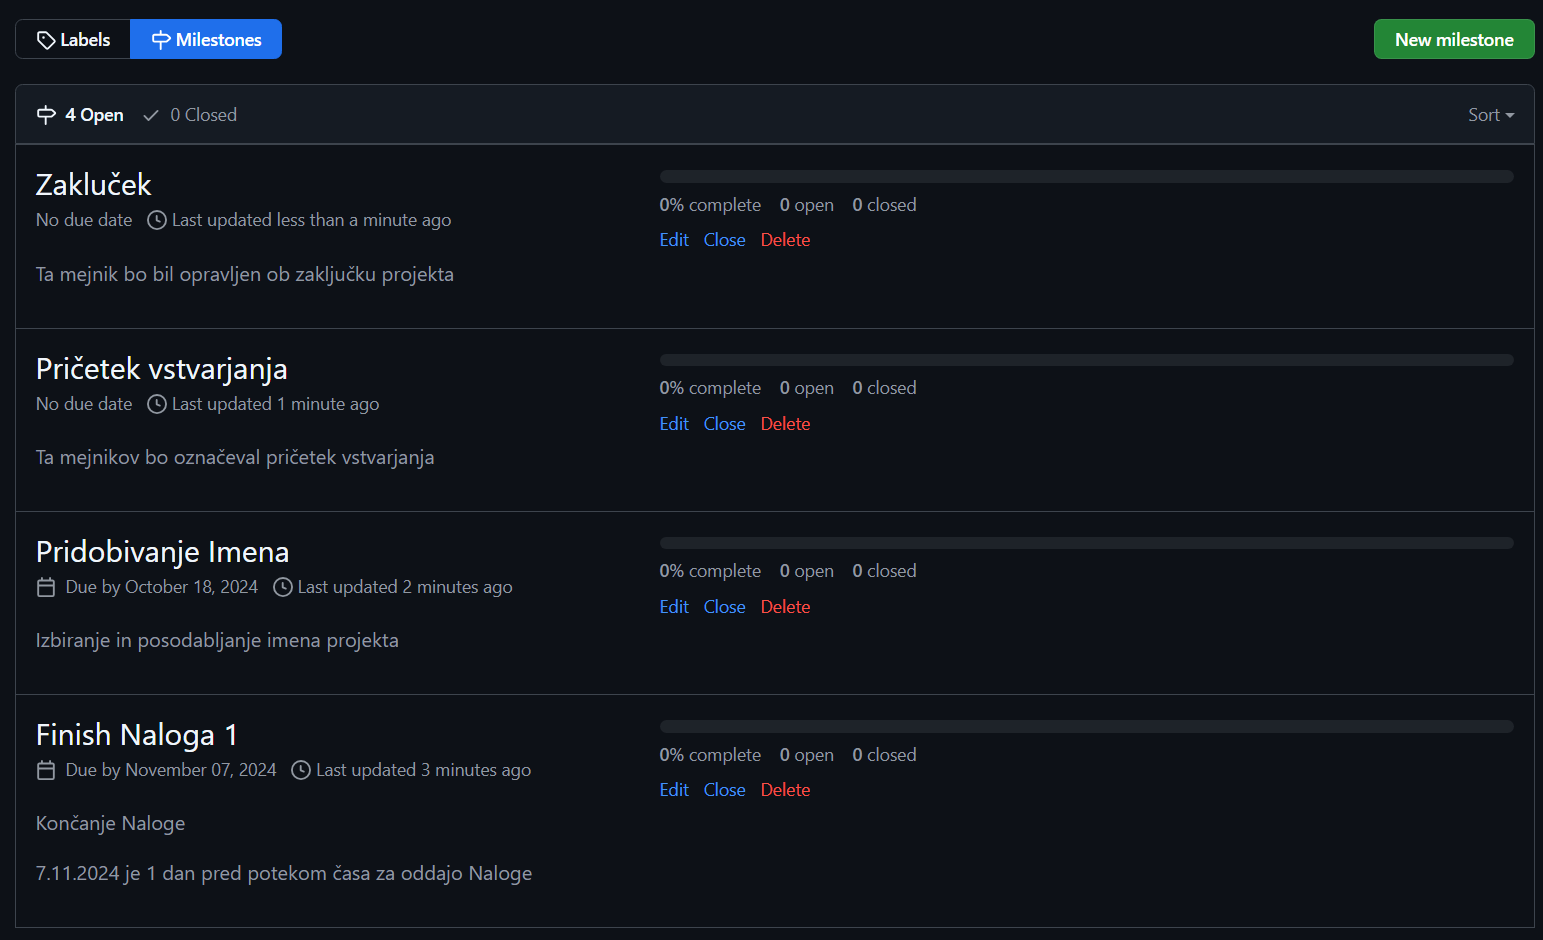 Labels Milestones New milestone
4 Open 0 Closed Sort
Zakluček
No due date Last updated less than a minute ago
Ta mejnik bo bil opravljen ob zaključku projekta
0% complete 0 open 0 closed
Edit Close Delete
Pričetek vstvarjanja
No due date Last updated 1 minute ago
Ta mejnikov bo označeval pričetek vstvarjanja
0% complete 0 open 0 closed
Edit Close Delete
Pridobivanje Imena
Due by October 18, 2024 Last updated 2 minutes ago
Izbiranje in posodabljanje imena projekta
0% complete 0 open 0 closed
Edit Close Delete
Finish Naloga 1
Due by November 07, 2024 Last updated 3 minutes ago
Končanje Naloge
7.11.2024 je 1 dan pred potekom časa za oddajo Naloge
0% complete 0 open 0 closed
Edit Close Delete